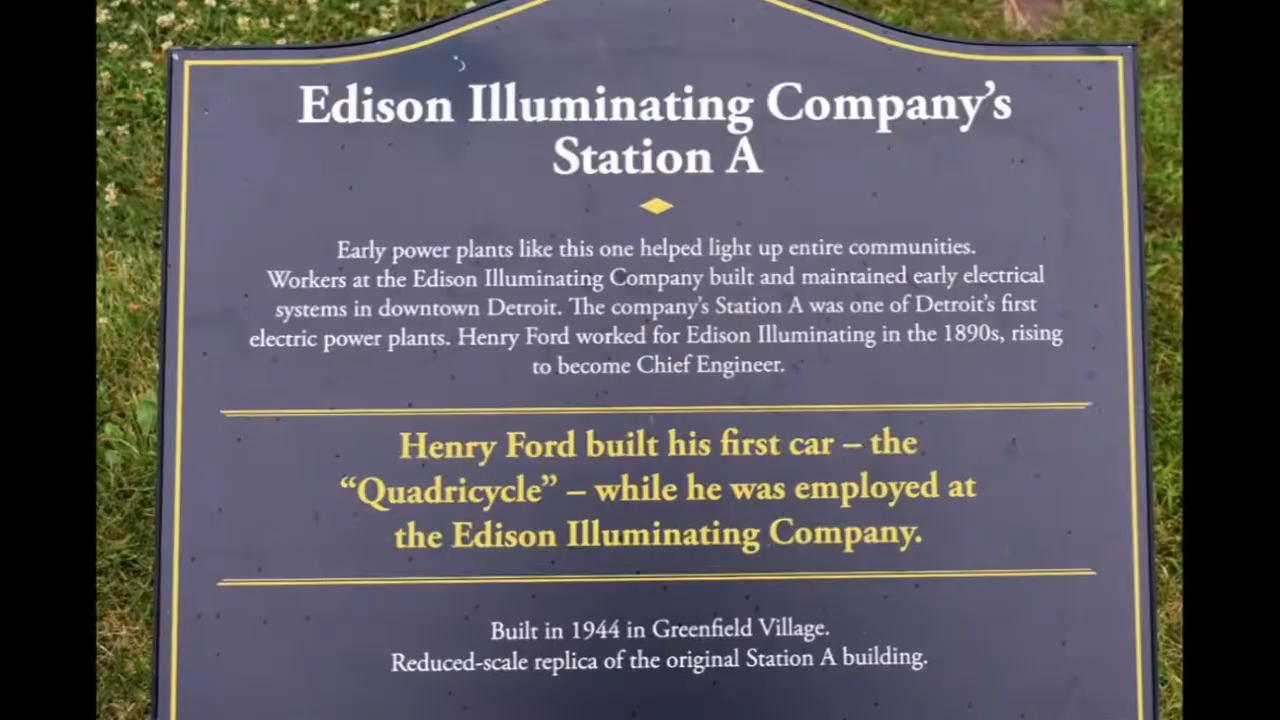 Edison Illuminating Company’s
Station A
Early power plants like this one helped light up entire communities.
Workers at the Edison Illuminating Company built and maintained early electrical
systems in downtown Detroit. The company’s Station A was one of Detroit’s first
electric power plants. Henry Ford worked for Edison Illuminating in the 1890s, rising
to become Chief Engineer.
Henry Ford built his first car – the
“Quadricycle” – while he was employed at
the Edison Illuminating Company.
Built in 1944 in Greenfield Village.
Reduced-scale replica of the original Station A building.